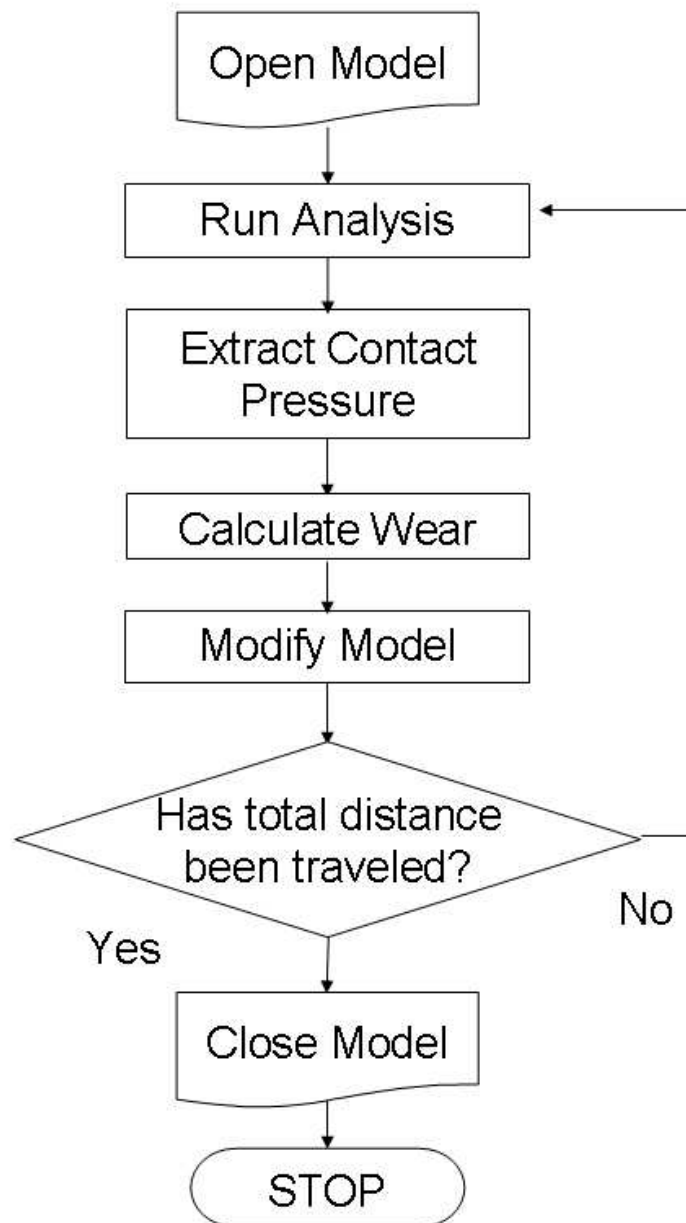 Open Model
Run Analysis
Extract Contact
Pressure
Calculate Wear
Modify Model
Has total distance
been traveled?
No
Yes
Close Model
STOP